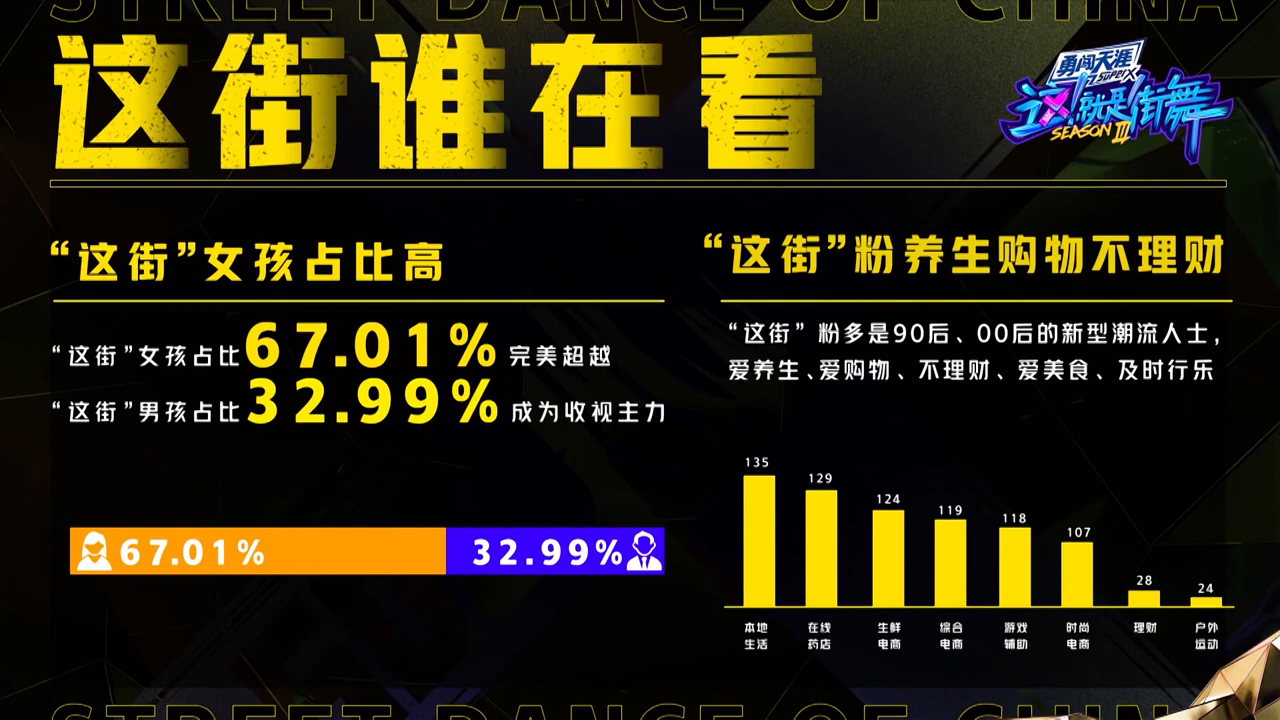 STREET DANCE OF CHINA
这街谁在看
勇闯天涯
superX
这!就是街舞
SEASON III
“这街”女孩占比高
“这街”女孩占比67.01%完美超越
“这街”男孩占比32.99%成为收视主力
67.01%
32.99%
“这街”粉养生购物不理财
“这街”粉多是90后、00后的新型潮流人士,
爱养生、爱购物、不理财、爱美食、及时行乐
135
129
124
119
118
107
28
24
本地
生活
在线
药店
生鲜
电商
综合
电商
游戏
辅助
时尚
电商
理财
户外
运动
STREET DANCE OF CHINA